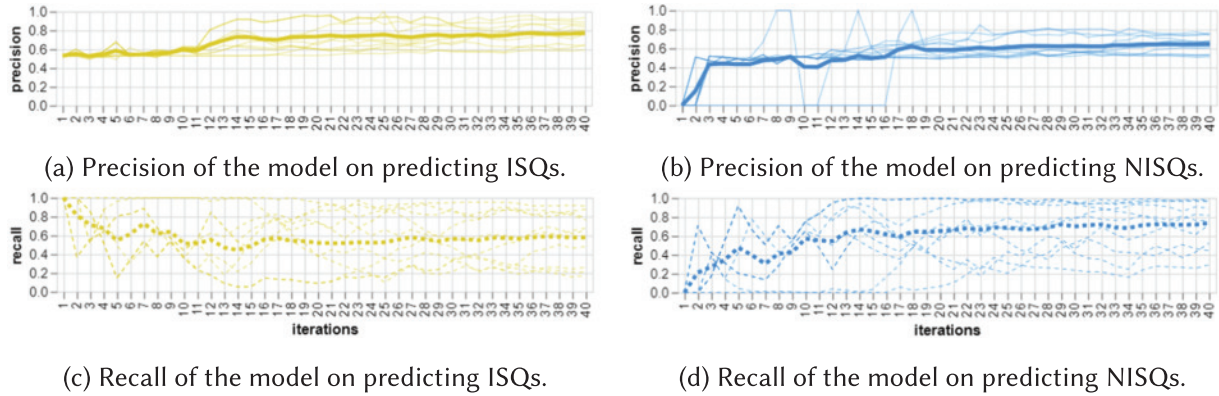 1.0
0.8
0.6
0.4
0.2
0.0
precision
1 2 3 4 5 6 7 8 9 10 11 12 13 14 15 16 17 18 19 20 21 22 23 24 25 26 27 28 29 30 31 32 33 34 35 36 37 38 39 40
(a) Precision of the model on predicting ISQs.
1.0
0.8
0.6
0.4
0.2
0.0
precision
1 2 3 4 5 6 7 8 9 10 11 12 13 14 15 16 17 18 19 20 21 22 23 24 25 26 27 28 29 30 31 32 33 34 35 36 37 38 39 40
(b) Precision of the model on predicting NISQs.
1.0
0.8
0.6
0.4
0.2
0.0
recall
1 2 3 4 5 6 7 8 9 10 11 12 13 14 15 16 17 18 19 20 21 22 23 24 25 26 27 28 29 30 31 32 33 34 35 36 37 38 39 40
iterations
(c) Recall of the model on predicting ISQs.
1.0
0.8
0.6
0.4
0.2
0.0
recall
1 2 3 4 5 6 7 8 9 10 11 12 13 14 15 16 17 18 19 20 21 22 23 24 25 26 27 28 29 30 31 32 33 34 35 36 37 38 39 40
iterations
(d) Recall of the model on predicting NISQs.